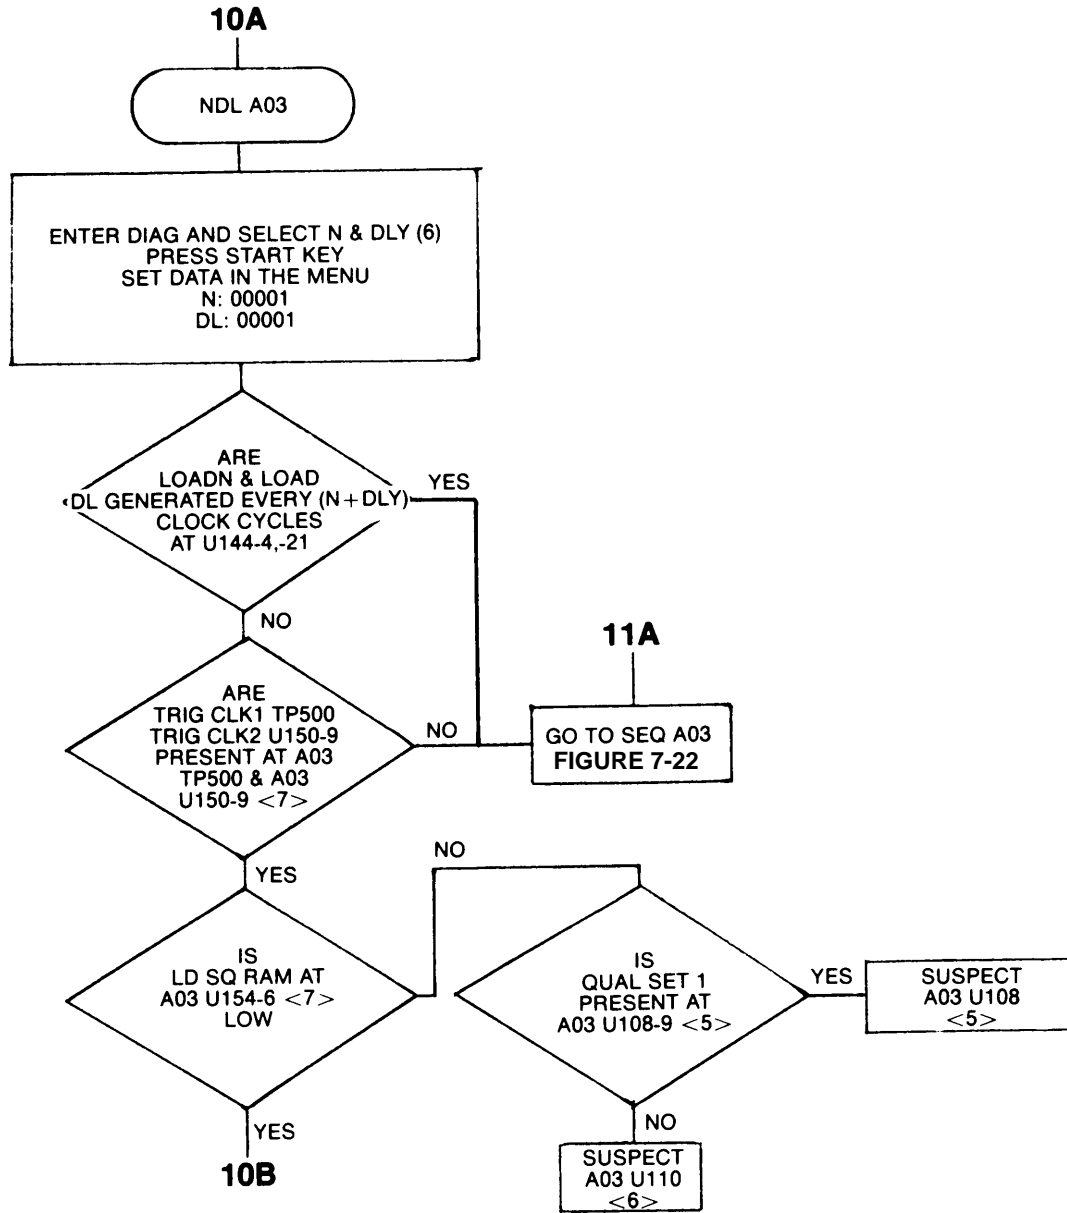 10A
NDL A03
ENTER DIAG AND SELECT N & DLY (6)
PRESS START KEY
SET DATA IN THE MENU
N: 00001
DL: 00001
ARE
LOADN & LOAD
DL GENERATED EVERY (N+DLY)
CLOCK CYCLES
AT U144-4,-21
YES
NO
ARE
TRIG CLK1 TP500
TRIG CLK2 U150-9
PRESENT AT A03
TP500 & A03
U150-9 <7>
NO
11A
GO TO SEQ A03
FIGURE 7-22
YES
IS
LD SQ RAM AT
A03 U154-6 <7>
LOW
NO
IS
QUAL SET 1
PRESENT AT
A03 U108-9 <5>
YES
SUSPECT
A03 U108
<5>
NO
SUSPECT
A03 U110
<6>
YES
10B